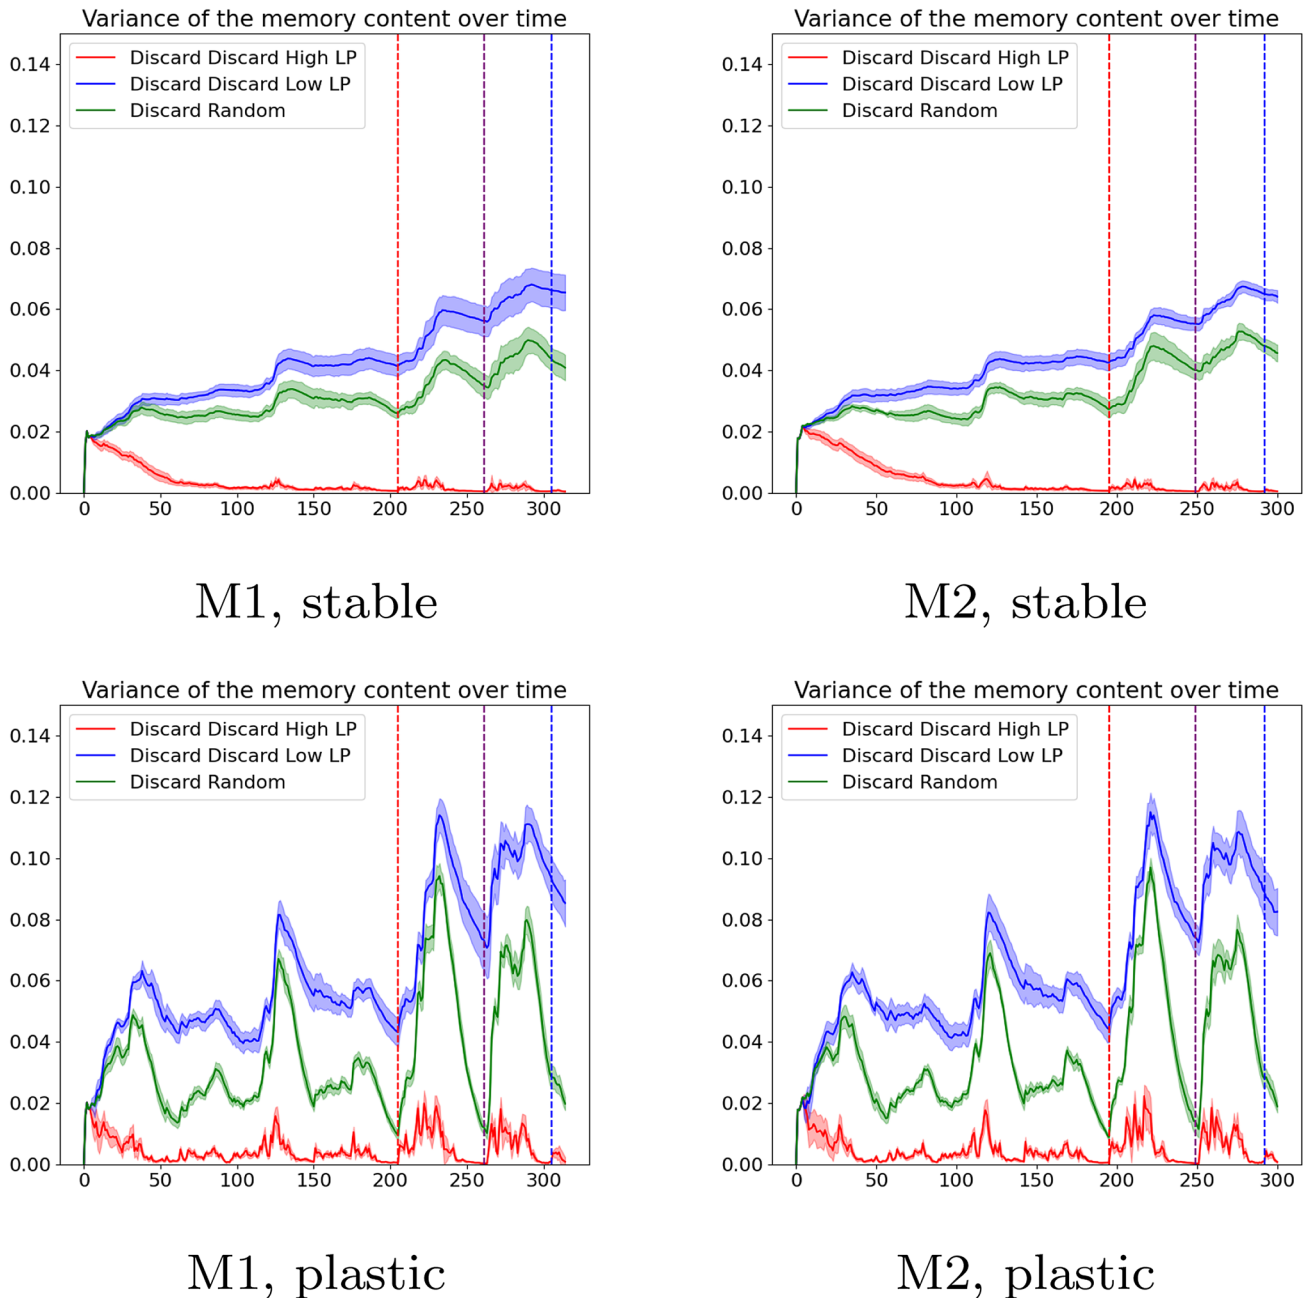 Variance of the memory content over time
Discard Discard High LP
Discard Discard Low LP
Discard Random
0.14
0.12
0.10
0.08
0.06
0.04
0.02
0.00
0 50 100 150 200 250 300
M1, stable
Variance of the memory content over time
Discard Discard High LP
Discard Discard Low LP
Discard Random
0.14
0.12
0.10
0.08
0.06
0.04
0.02
0.00
0 50 100 150 200 250 300
M2, stable
Variance of the memory content over time
Discard Discard High LP
Discard Discard Low LP
Discard Random
0.14
0.12
0.10
0.08
0.06
0.04
0.02
0.00
0 50 100 150 200 250 300
M1, plastic
Variance of the memory content over time
Discard Discard High LP
Discard Discard Low LP
Discard Random
0.14
0.12
0.10
0.08
0.06
0.04
0.02
0.00
0 50 100 150 200 250 300
M2, plastic